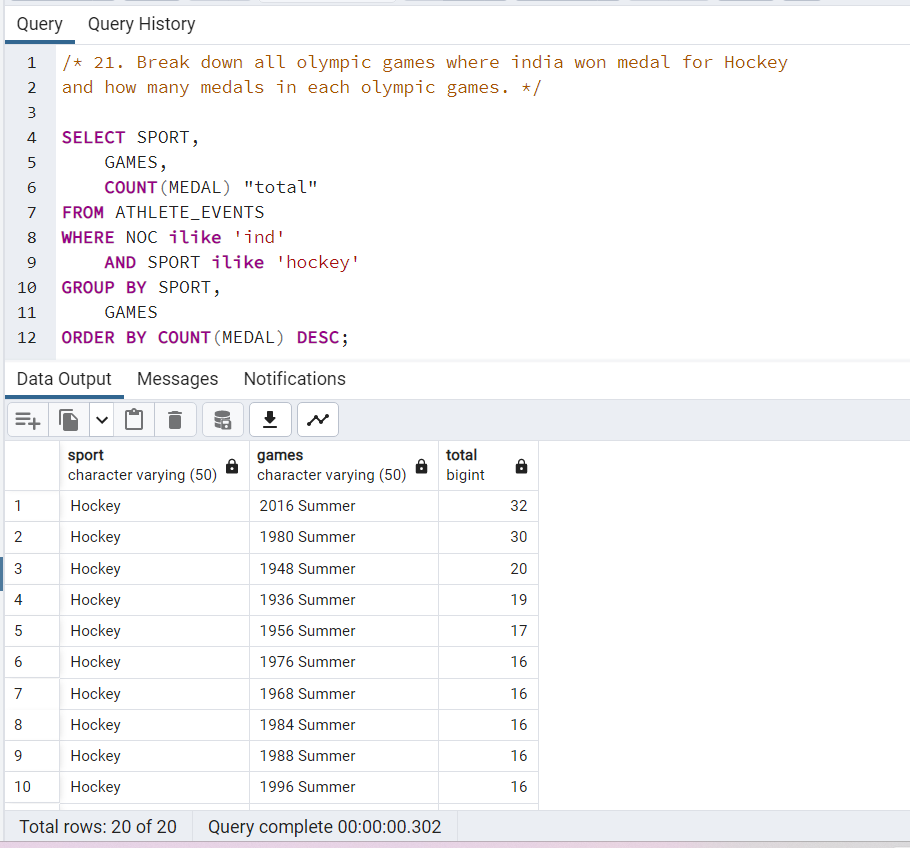 Query Query History
1 /* 21. Break down all olympic games where india won medal for Hockey
2 and how many medals in each olympic games. */
3
4 SELECT SPORT,
5 GAMES,
6 COUNT(MEDAL) "total"
7 FROM ATHLETE_EVENTS
8 WHERE NOC ilike 'ind'
9 AND SPORT ilike 'hockey'
10 GROUP BY SPORT,
11 GAMES
12 ORDER BY COUNT(MEDAL) DESC;
Data Output Messages Notifications
sport games total
character varying (50) character varying (50) bigint
1 Hockey 2016 Summer 32
2 Hockey 1980 Summer 30
3 Hockey 1948 Summer 20
4 Hockey 1936 Summer 19
5 Hockey 1956 Summer 17
6 Hockey 1976 Summer 16
7 Hockey 1968 Summer 16
8 Hockey 1984 Summer 16
9 Hockey 1988 Summer 16
10 Hockey 1996 Summer 16
Total rows: 20 of 20 Query complete 00:00:00.302